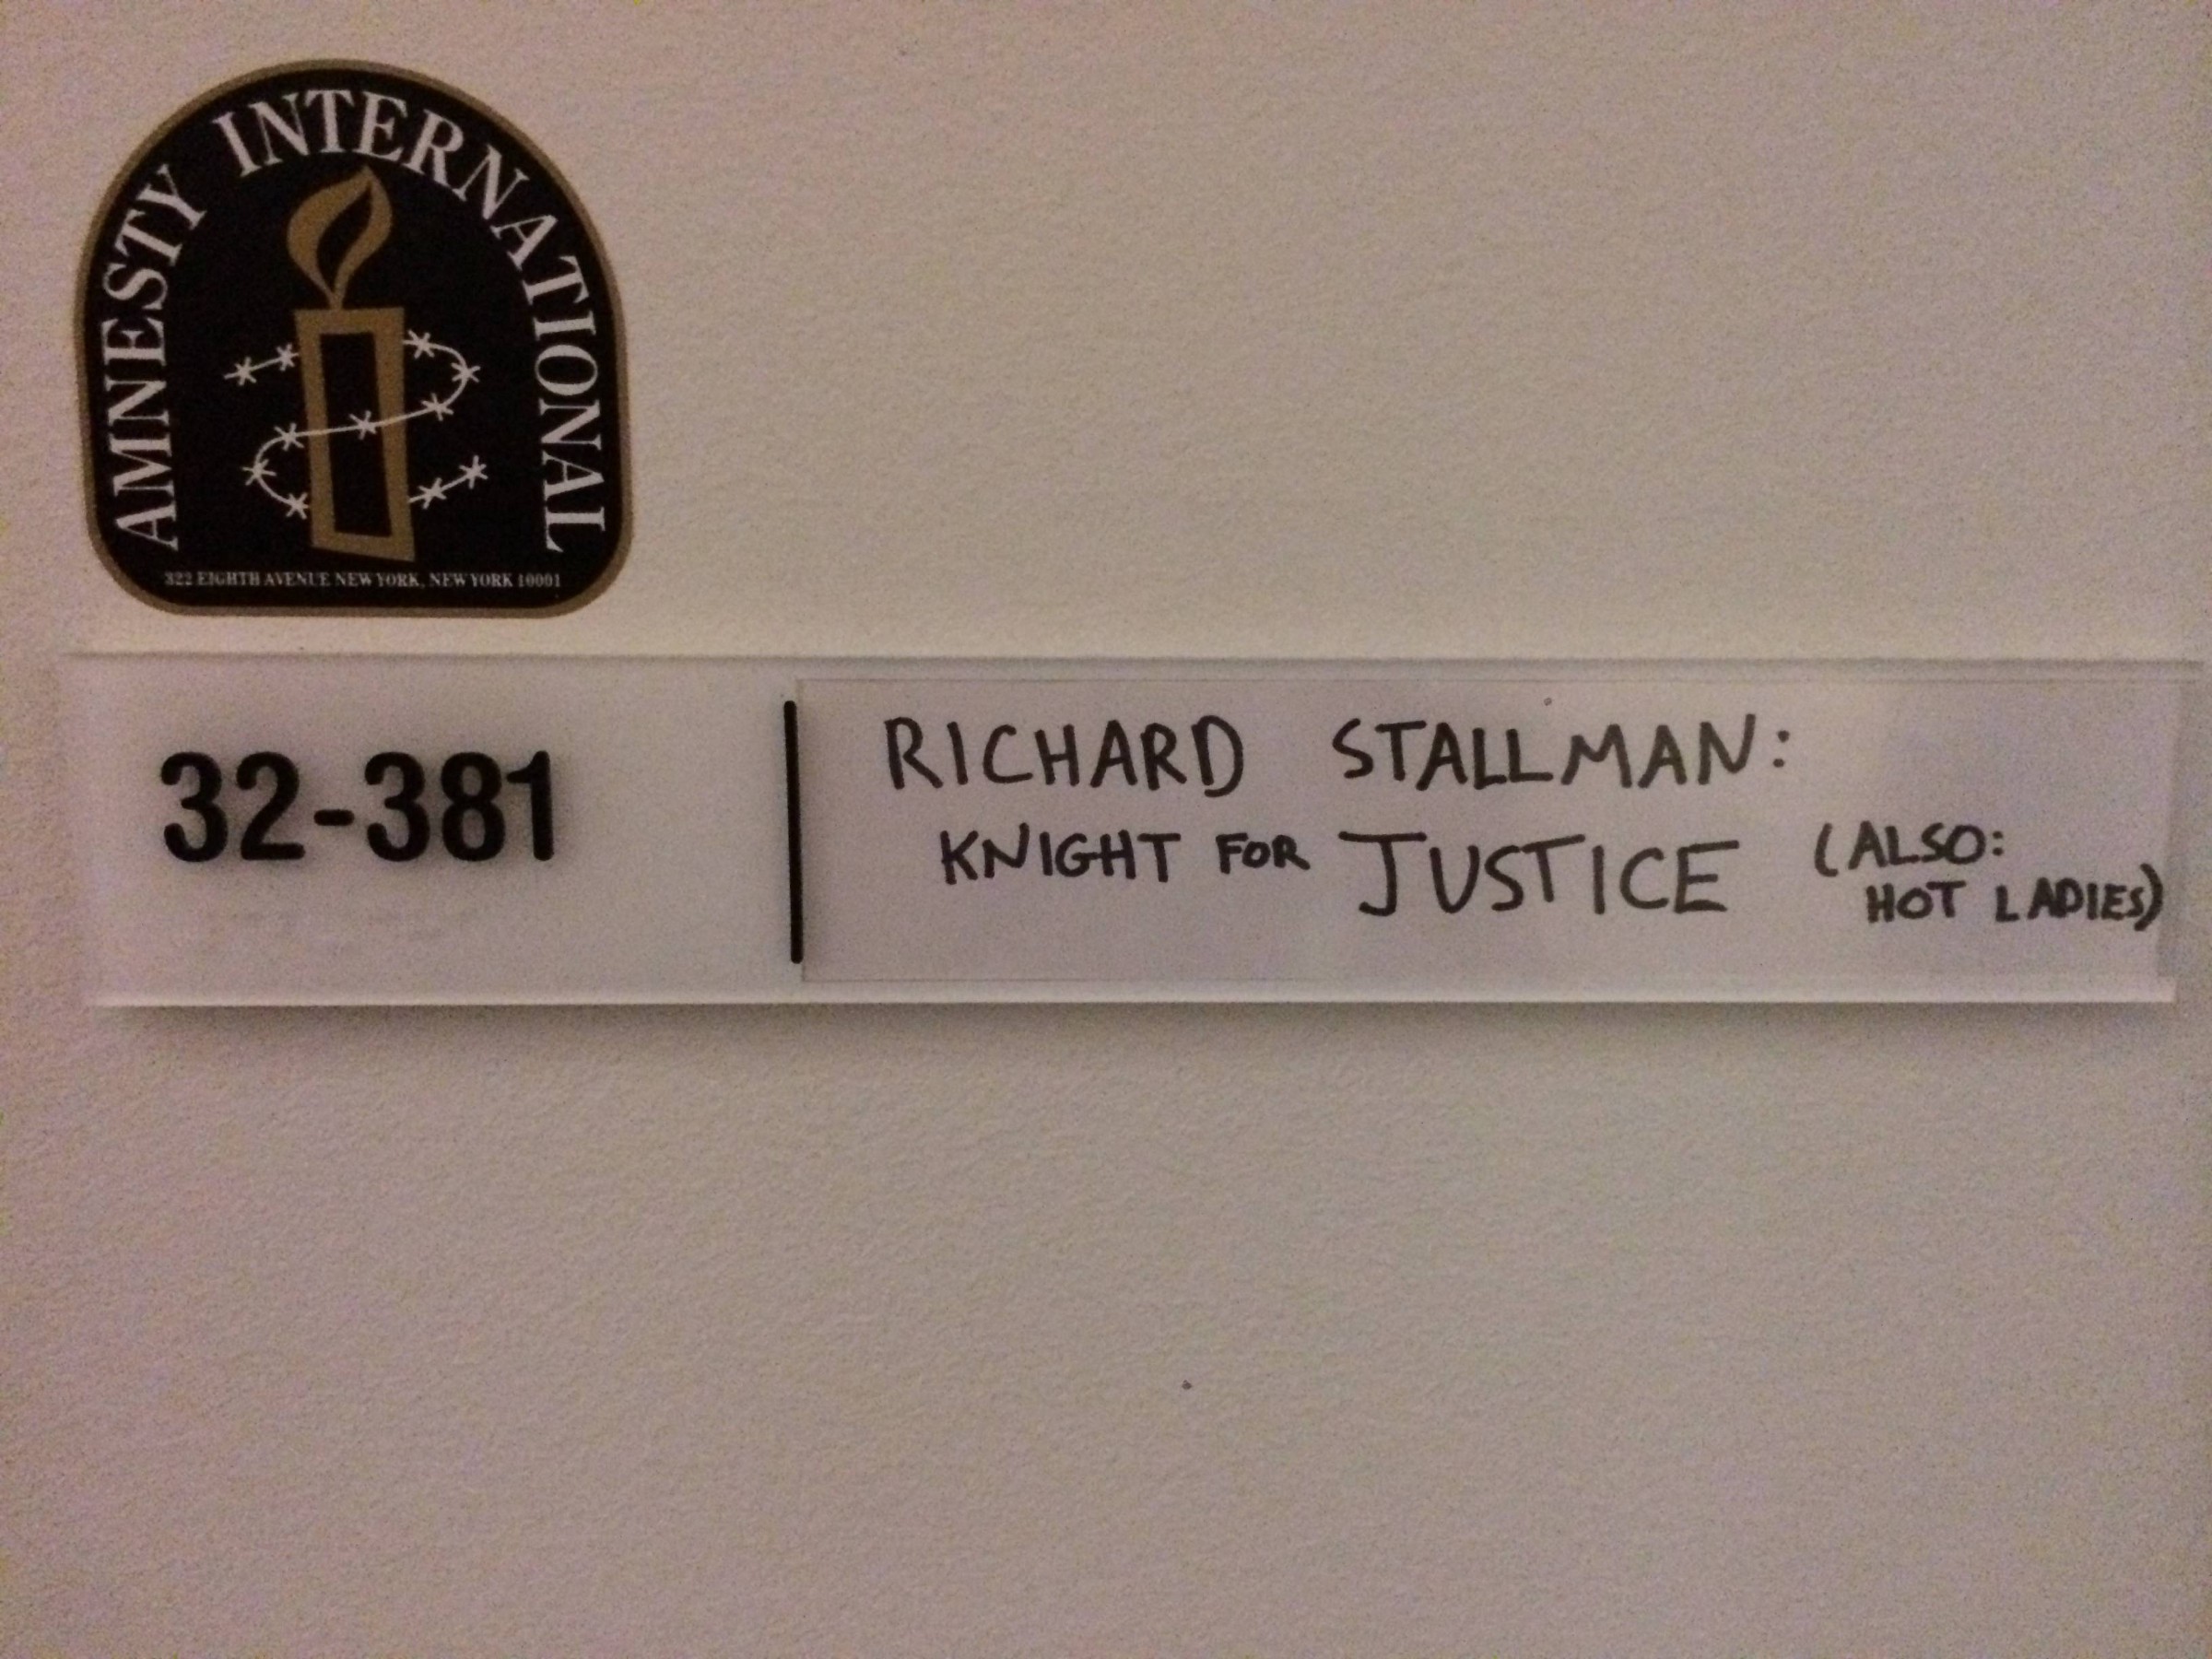 AMNESTY INTERNATIONAL
322 EIGHTH AVENUE NEW YORK, NEW YORK 10001
32-381
RICHARD STALLMAN:
KNIGHT FOR JUSTICE (ALSO:
HOT LADIES)